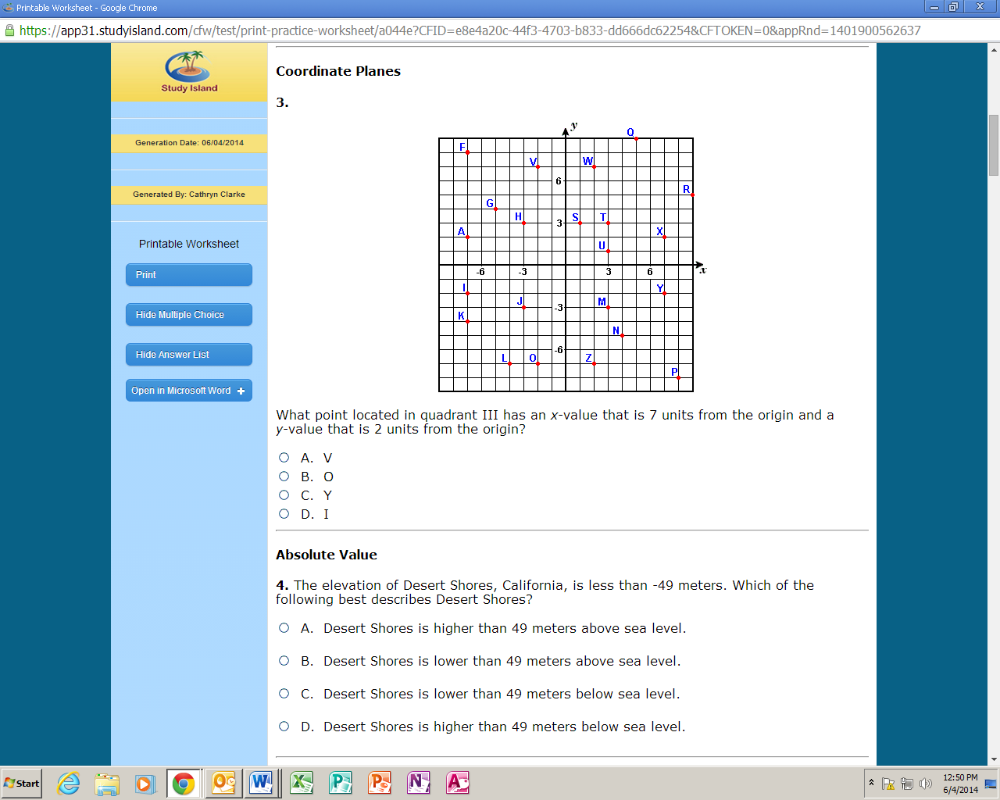 Printable Worksheet - Google Chrome
https://app31.studyisland.com/cfw/test/print-practice-worksheet/a044e?CFID=e8e4a20c-44f3-4703-b833-dd666dc62254&CFTOKEN=0&appRnd=1401900562637
Study Island
Generation Date: 06/04/2014
Generated By: Cathryn Clarke
Printable Worksheet
Print
Hide Multiple Choice
Hide Answer List
Open in Microsoft Word +
Coordinate Planes
3.
y
Q
F
V W
6
R
G
H 3 S T
A X
U
-6 -3 3 6 x
I Y
J -3 M
K
N
-6
L O Z
P
What point located in quadrant III has an x-value that is 7 units from the origin and a
y-value that is 2 units from the origin?
A. V
B. O
C. Y
D. I
Absolute Value
4. The elevation of Desert Shores, California, is less than -49 meters. Which of the
following best describes Desert Shores?
A. Desert Shores is higher than 49 meters above sea level.
B. Desert Shores is lower than 49 meters above sea level.
C. Desert Shores is lower than 49 meters below sea level.
D. Desert Shores is higher than 49 meters below sea level.
Start
12:50 PM
6/4/2014